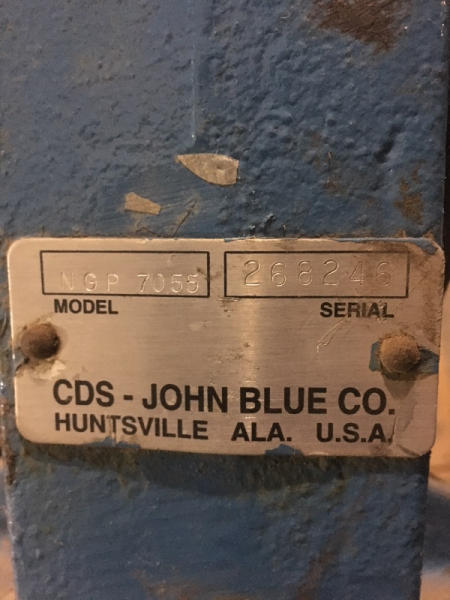 NGP 7055 268246
MODEL SERIAL
CDS - JOHN BLUE CO.
HUNTSVILLE ALA. U.S.A.